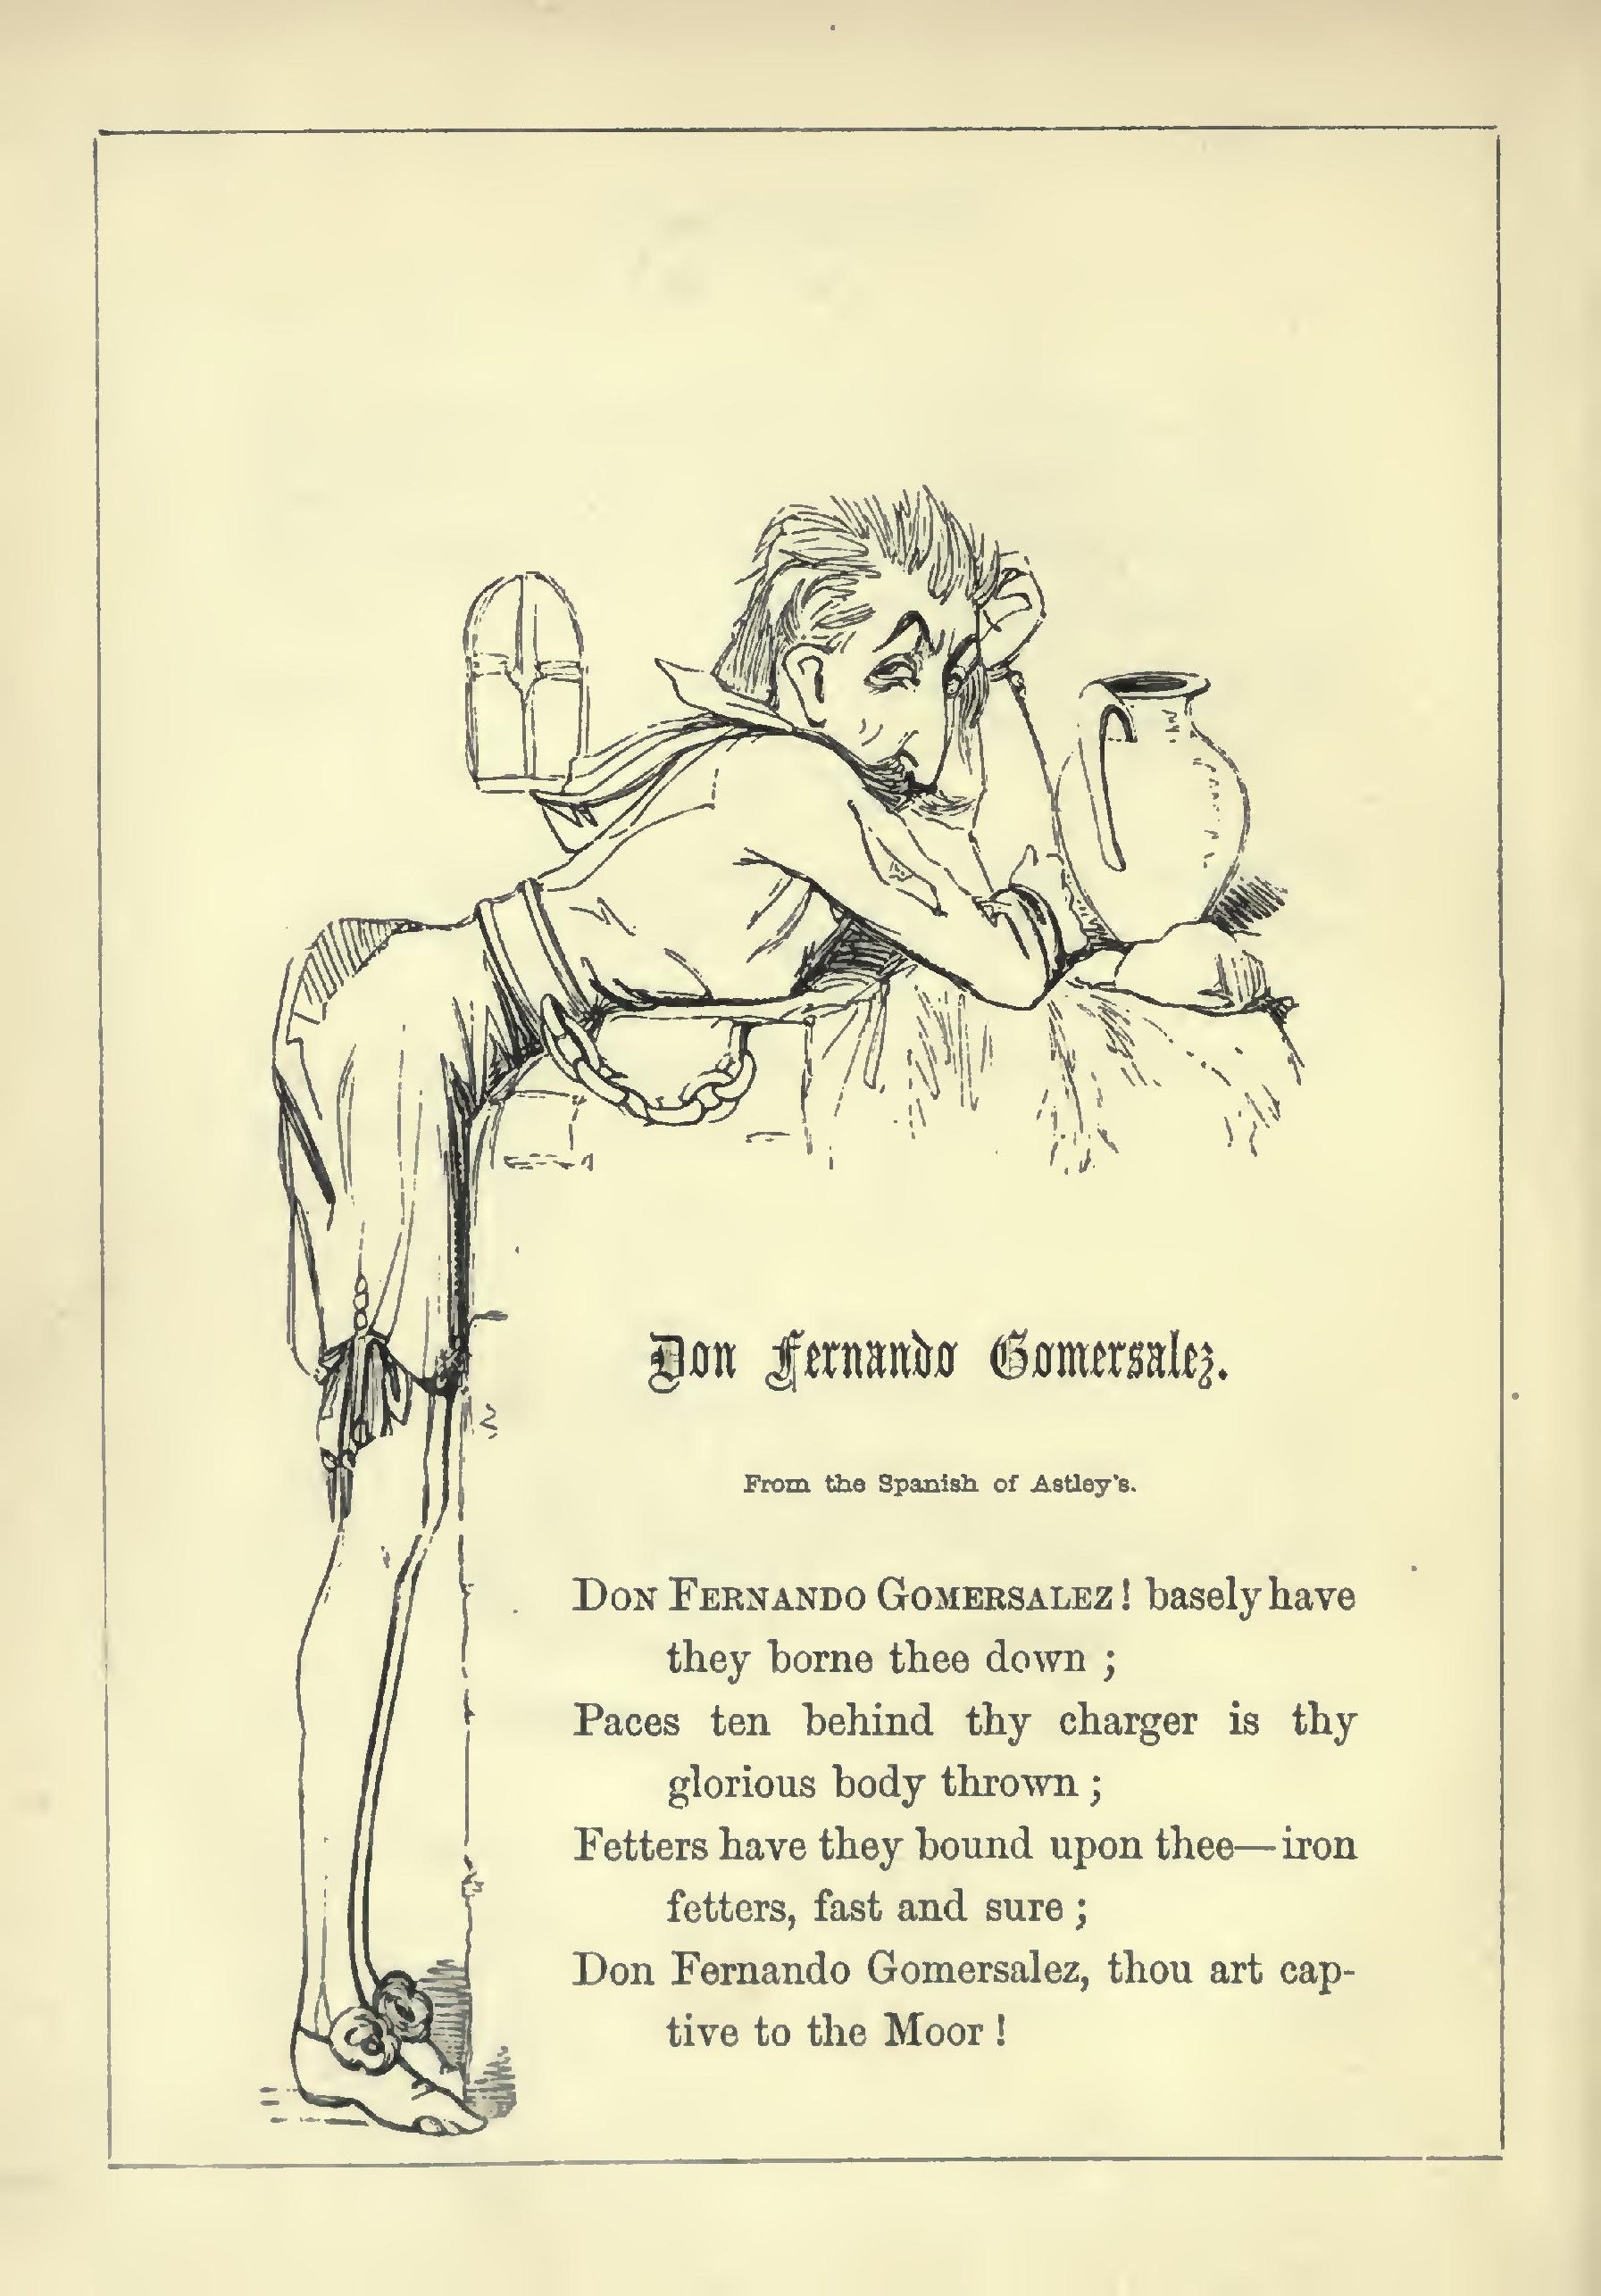 Don Fernando Gomersalez.
From the Spanish of Astley's.
DON FERNANDO GOMERSALEZ! basely have
they borne thee down ;
Paces ten behind thy charger is thy
glorious body thrown ;
Fetters have they bound upon thee—iron
fetters, fast and sure ;
Don Fernando Gomersalez, thou art cap-
tive to the Moor !